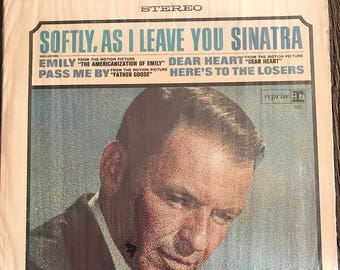 STEREO
SOFTLY, AS I LEAVE YOU SINATRA
EMILY FROM THE MOTION PICTURE "THE AMERICANIZATION OF EMILY" DEAR HEART FROM THE MOTION PICTURE "DEAR HEART"
PASS ME BY FROM THE MOTION PICTURE "FATHER GOOSE" HERE'S TO THE LOSERS
reprise